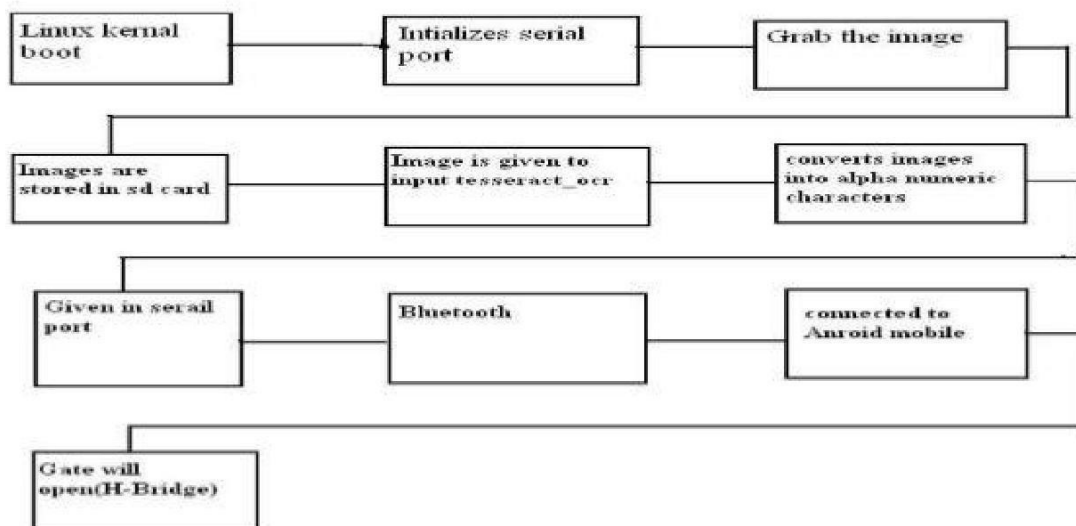 Linux kernal
boot
Intializes serial
port
Grab the image
Images are
stored in sd card
Image is given to
input tesseract_ocr
converts images
into alpha numeric
characters
Given in serail
port
Bluetooth
connected to
Anroid mobile
Gate will
open(H-Bridge)